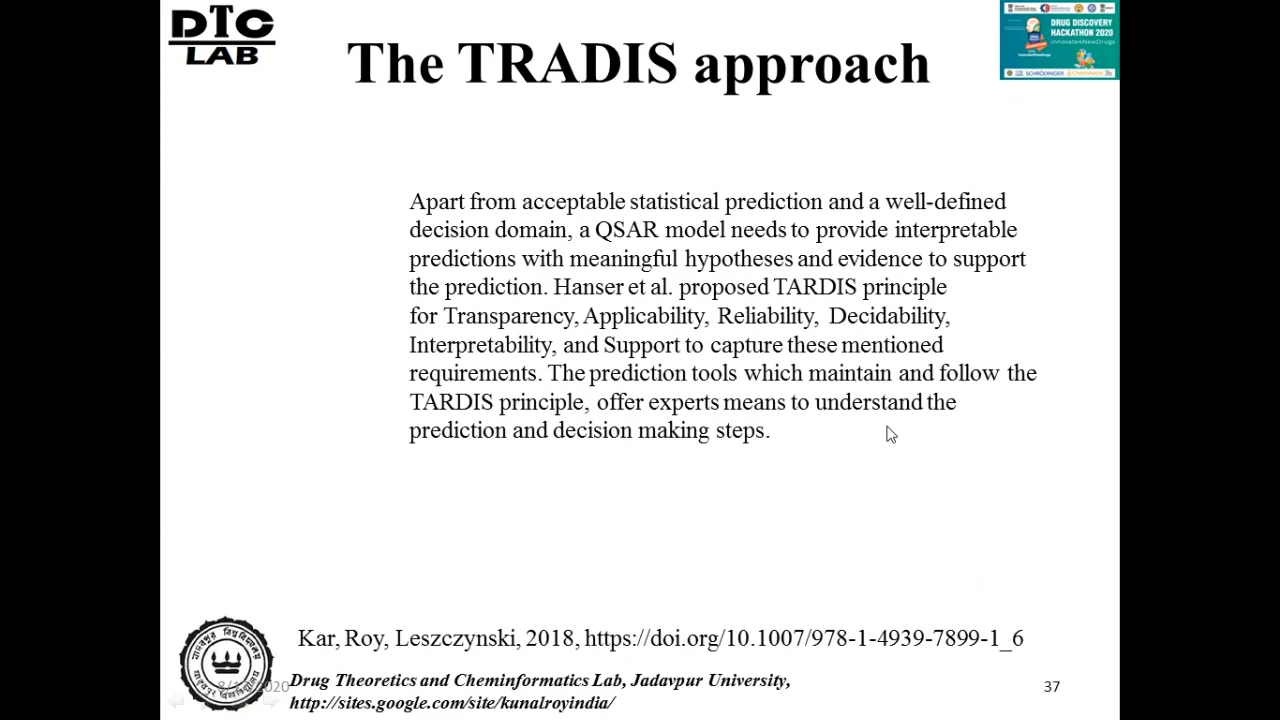 DTC
LAB
The TRADIS approach
DRUG DISCOVERY
HACKATHON 2020
SCHRÖDINGER
Apart from acceptable statistical prediction and a well-defined
decision domain, a QSAR model needs to provide interpretable
predictions with meaningful hypotheses and evidence to support
the prediction. Hanser et al. proposed TARDIS principle
for Transparency, Applicability, Reliability, Decidability,
Interpretability, and Support to capture these mentioned
requirements. The prediction tools which maintain and follow the
TARDIS principle, offer experts means to understand the
prediction and decision making steps.
Kar, Roy, Leszczynski, 2018, https://doi.org/10.1007/978-1-4939-7899-1_6
Drug Theoretics and Cheminformatics Lab, Jadavpur University,
http://sites.google.com/site/kunalroyindia/
37